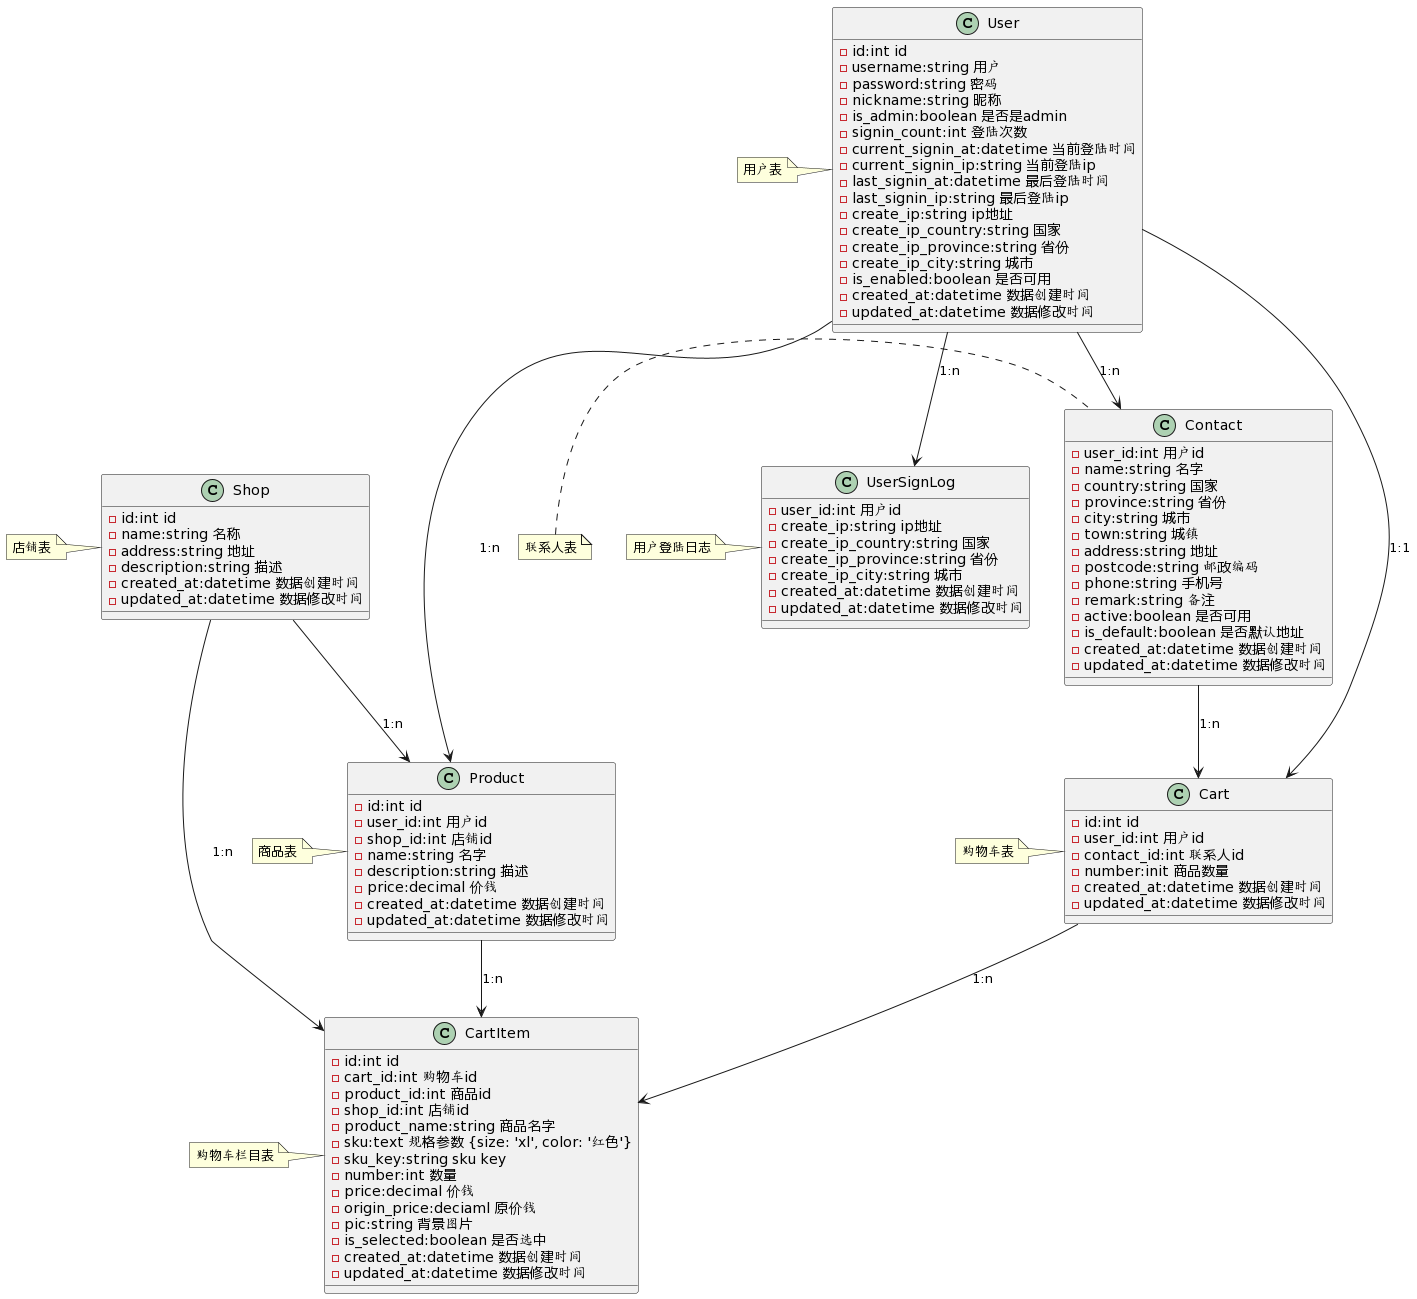 User
id:int id
username:string 用户
password:string 密码
nickname:string 昵称
is_admin:boolean 是否是admin
signin_count:int 登陆次数
current_signin_at:datetime 当前登陆时间
current_signin_ip:string 当前登陆ip
last_signin_at:datetime 最后登陆时间
last_signin_ip:string 最后登陆ip
create_ip:string ip地址
create_ip_country:string 国家
create_ip_province:string 省份
create_ip_city:string 城市
is_enabled:boolean 是否可用
created_at:datetime 数据创建时间
updated_at:datetime 数据修改时间
用户表
1:n
1:n
Contact
user_id:int 用户id
name:string 名字
country:string 国家
province:string 省份
city:string 城市
town:string 城镇
address:string 地址
postcode:string 邮政编码
phone:string 手机号
remark:string 备注
active:boolean 是否可用
is_default:boolean 是否默认地址
created_at:datetime 数据创建时间
updated_at:datetime 数据修改时间
UserSignLog
user_id:int 用户id
create_ip:string ip地址
create_ip_country:string 国家
create_ip_province:string 省份
create_ip_city:string 城市
created_at:datetime 数据创建时间
updated_at:datetime 数据修改时间
用户登陆日志
联系人表
1:n
1:1
Shop
id:int id
name:string 名称
address:string 地址
description:string 描述
created_at:datetime 数据创建时间
updated_at:datetime 数据修改时间
店铺表
1:n
1:n
Product
id:int id
user_id:int 用户id
shop_id:int 店铺id
name:string 名字
description:string 描述
price:decimal 价钱
created_at:datetime 数据创建时间
updated_at:datetime 数据修改时间
商品表
1:n
Cart
id:int id
user_id:int 用户id
contact_id:int 联系人id
number:init 商品数量
created_at:datetime 数据创建时间
updated_at:datetime 数据修改时间
购物车表
1:n
1:n
CartItem
id:int id
cart_id:int 购物车id
product_id:int 商品id
shop_id:int 店铺id
product_name:string 商品名字
sku:text 规格参数 {size: 'xl', color: '红色'}
sku_key:string sku key
number:int 数量
price:decimal 价钱
origin_price:deciaml 原价钱
pic:string 背景图片
is_selected:boolean 是否选中
created_at:datetime 数据创建时间
updated_at:datetime 数据修改时间
购物车栏目表